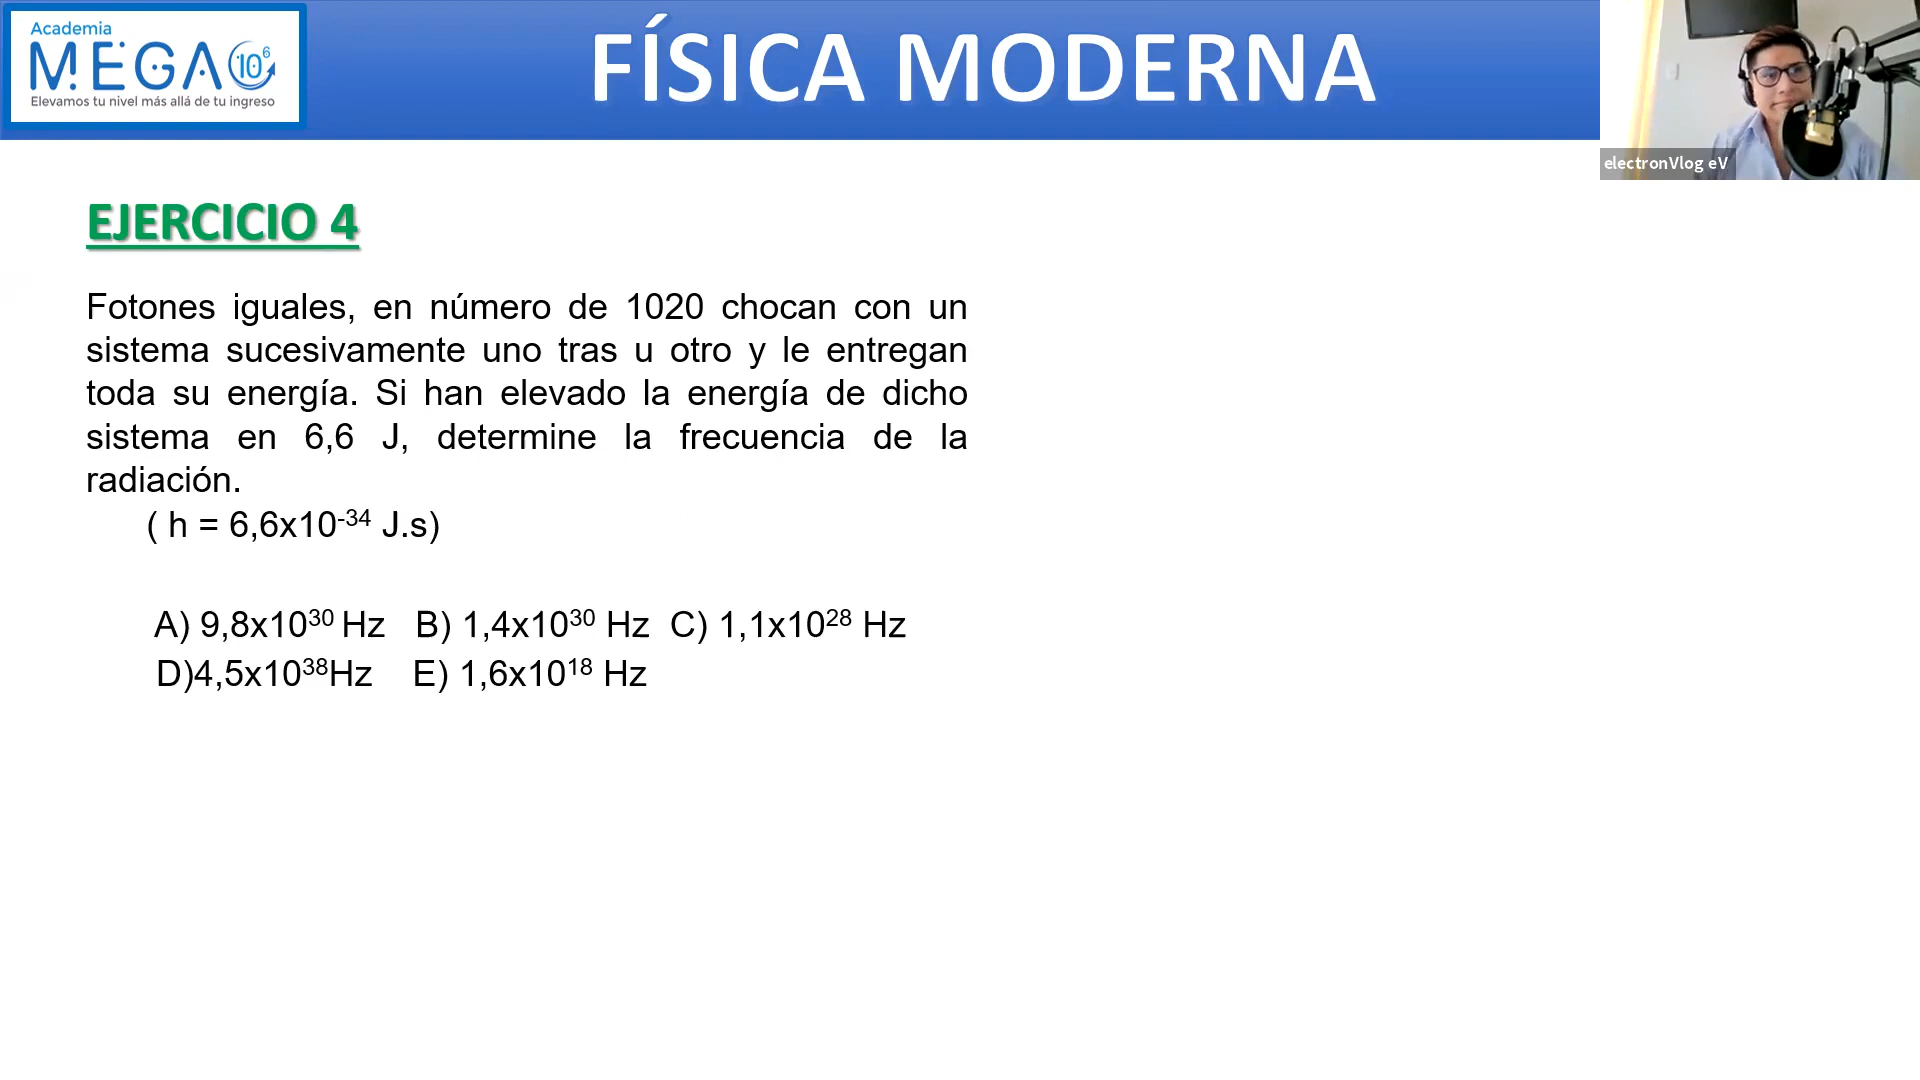 Academia
MEGA 10⁶
Elevamos tu nivel más allá de tu ingreso
FÍSICA MODERNA
electronVlog eV
EJERCICIO 4
Fotones iguales, en número de 1020 chocan con un
sistema sucesivamente uno tras u otro y le entregan
toda su energía. Si han elevado la energía de dicho
sistema en 6,6 J, determine la frecuencia de la
radiación.
( h = 6,6x10⁻³⁴ J.s)
A) 9,8x10³⁰ Hz B) 1,4x10³⁰ Hz C) 1,1x10²⁸ Hz
D)4,5x10³⁸Hz E) 1,6x10¹⁸ Hz